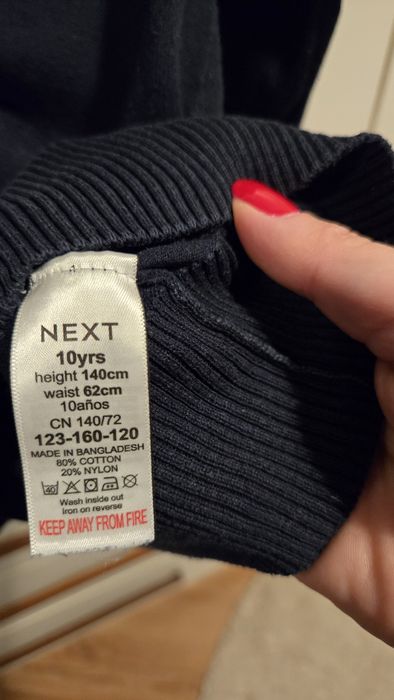 NEXT
10yrs
height 140cm
waist 62cm
10años
CN 140/72
123-160-120
MADE IN BANGLADESH
80% COTTON
20% NYLON
40
Wash inside out
iron on reverse
KEEP AWAY FROM FIRE